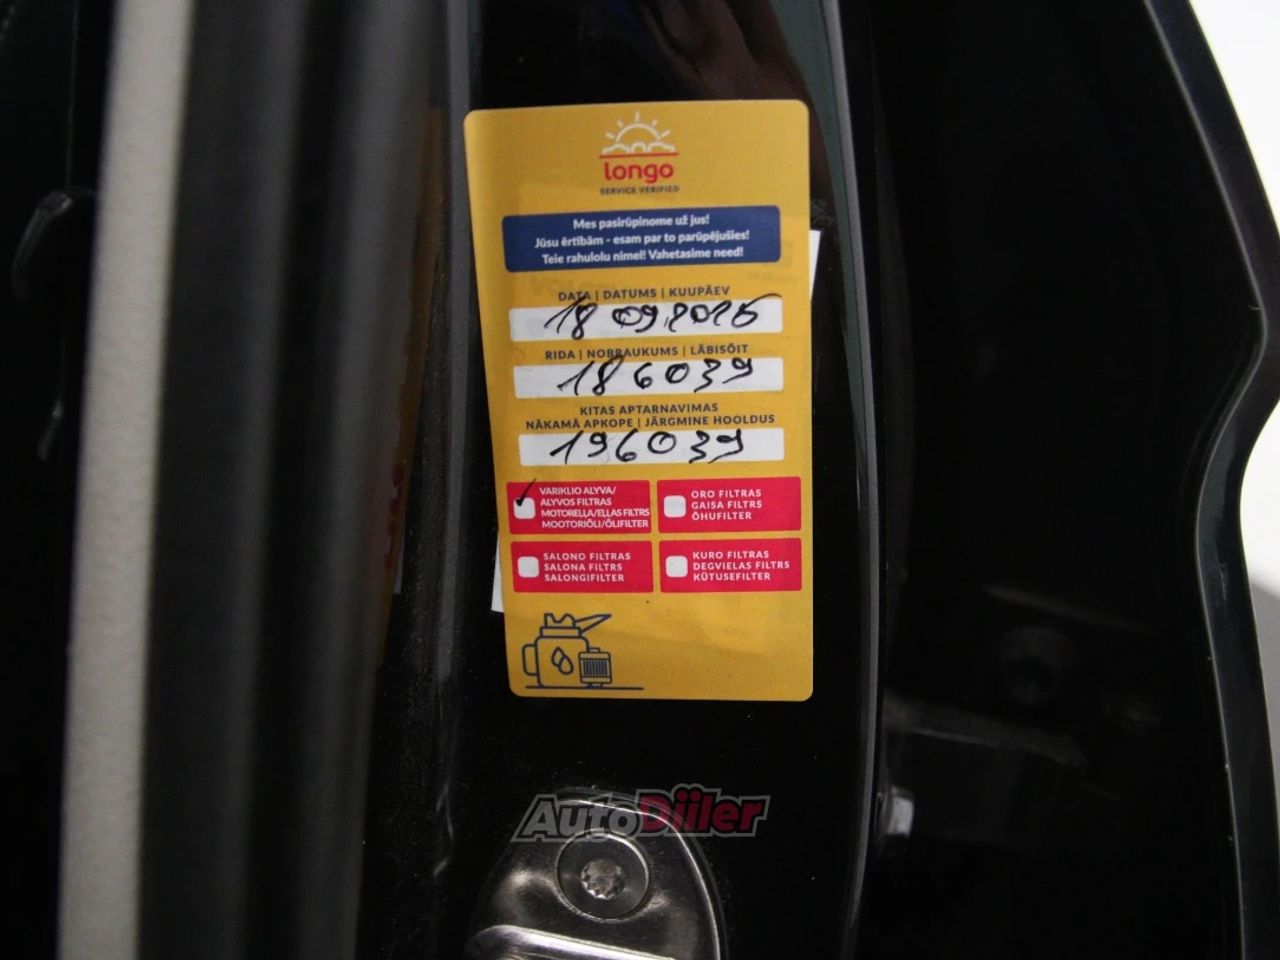 longo
SERVICE VERIFIED
Mes pasirūpinome už jus!
Jūsu ērtībām - esam par to parūpējušies!
Teie rahulolu nimel! Vahetasime need!
DATA | DATUMS | KUUPÄEV
18 09.2025
RIDA | NOBRAUKUMS | LÄBISÕIT
186039
KITAS APTARNAVIMAS
NĀKAMĀ APKOPE | JÄRGMINE HOOLDUS
196039
VARIKLIO ALYVA/
ALYVOS FILTRAS
MOTOREĻĻA/EĻĻAS FILTRS
MOOTORIÕLI/ÕLIFILTER
ORO FILTRAS
GAISA FILTRS
ÕHUFILTER
SALONO FILTRAS
SALONA FILTRS
SALONGIFILTER
KURO FILTRAS
DEGVIELAS FILTRS
KÜTUSEFILTER
AutoDiiler